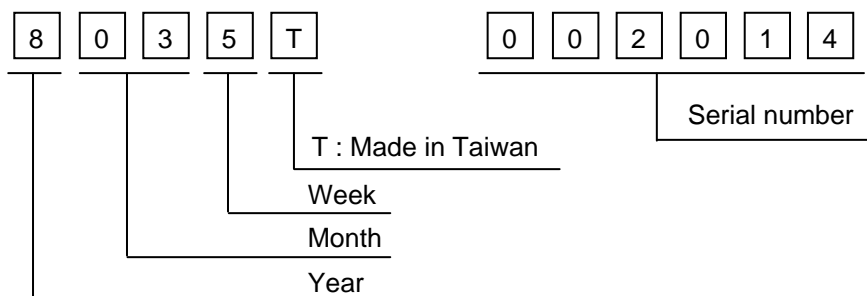 8 0 3 5 T 0 0 2 0 1 4
Serial number
T : Made in Taiwan
Week
Month
Year